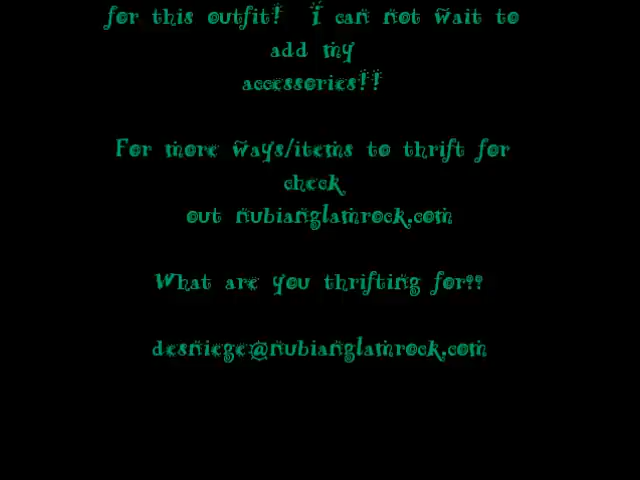 for this outfit! I can not wait to
add my
accessories!!
For more ways/items to thrift for
check
out nubianglamrock.com
What are you thrifting for??
desniege@nubianglamrock.com